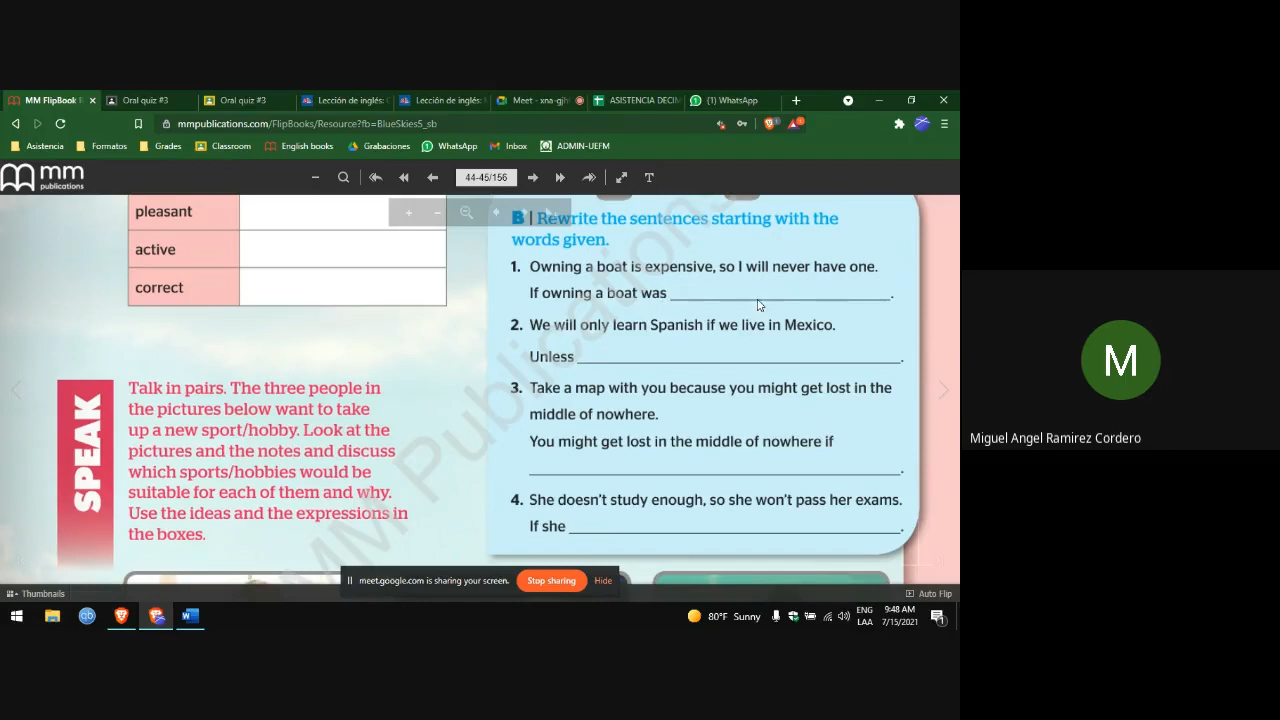 MM FlipBook
Oral quiz #3
Oral quiz #3
Lección de inglés:
Lección de inglés:
Meet - xna-gjh
ASISTENCIA DECIM
(1) WhatsApp
mmpublications.com/FlipBooks/Resource?fb=BlueSkies5_sb
Asistencia
Formatos
Grades
Classroom
English books
Grabaciones
WhatsApp
Inbox
ADMIN-UEFM
mm
publications
44-45/156
T
pleasant
active
correct
SPEAK
Talk in pairs. The three people in
the pictures below want to take
up a new sport/hobby. Look at the
pictures and the notes and discuss
which sports/hobbies would be
suitable for each of them and why.
Use the ideas and the expressions in
the boxes.
B | Rewrite the sentences starting with the
words given.
1. Owning a boat is expensive, so I will never have one.
If owning a boat was ____________________.
2. We will only learn Spanish if we live in Mexico.
Unless ____________________.
3. Take a map with you because you might get lost in the
middle of nowhere.
You might get lost in the middle of nowhere if
____________________.
4. She doesn't study enough, so she won't pass her exams.
If she ____________________.
MM Publications
meet.google.com is sharing your screen.
Stop sharing
Hide
Thumbnails
Auto Flip
qb
W
80°F Sunny
ENG
LAA
9:48 AM
7/15/2021
1
M
Miguel Angel Ramirez Cordero